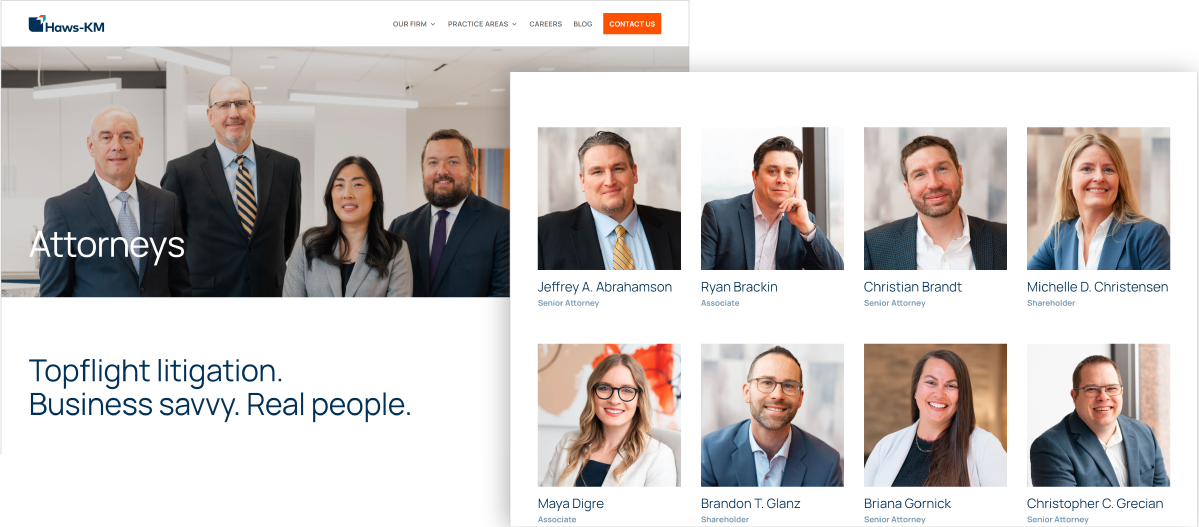 Haws-KM
OUR FIRM
PRACTICE AREAS
CAREERS
BLOG
CONTACT US
Attorneys
Topflight litigation.
Business savvy. Real people.
Jeffrey A. Abrahamson
Senior Attorney
Ryan Brackin
Associate
Christian Brandt
Senior Attorney
Michelle D. Christensen
Shareholder
Maya Digre
Associate
Brandon T. Glanz
Shareholder
Briana Gornick
Senior Attorney
Christopher C. Grecian
Senior Attorney